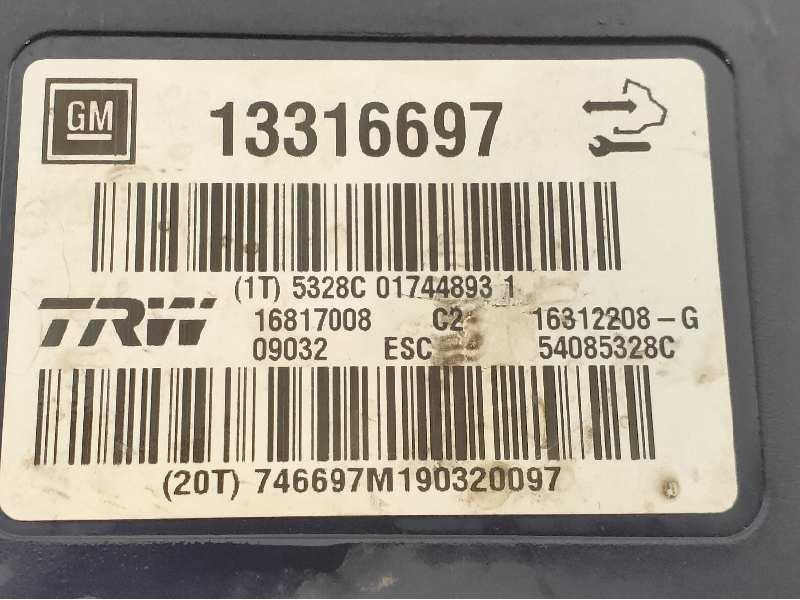 GM 13316697
(1T) 5328C 01744893 1
TRW
16817008 C2 16312208-G
09032 ESC 54085328C
(20T) 746697M190320097